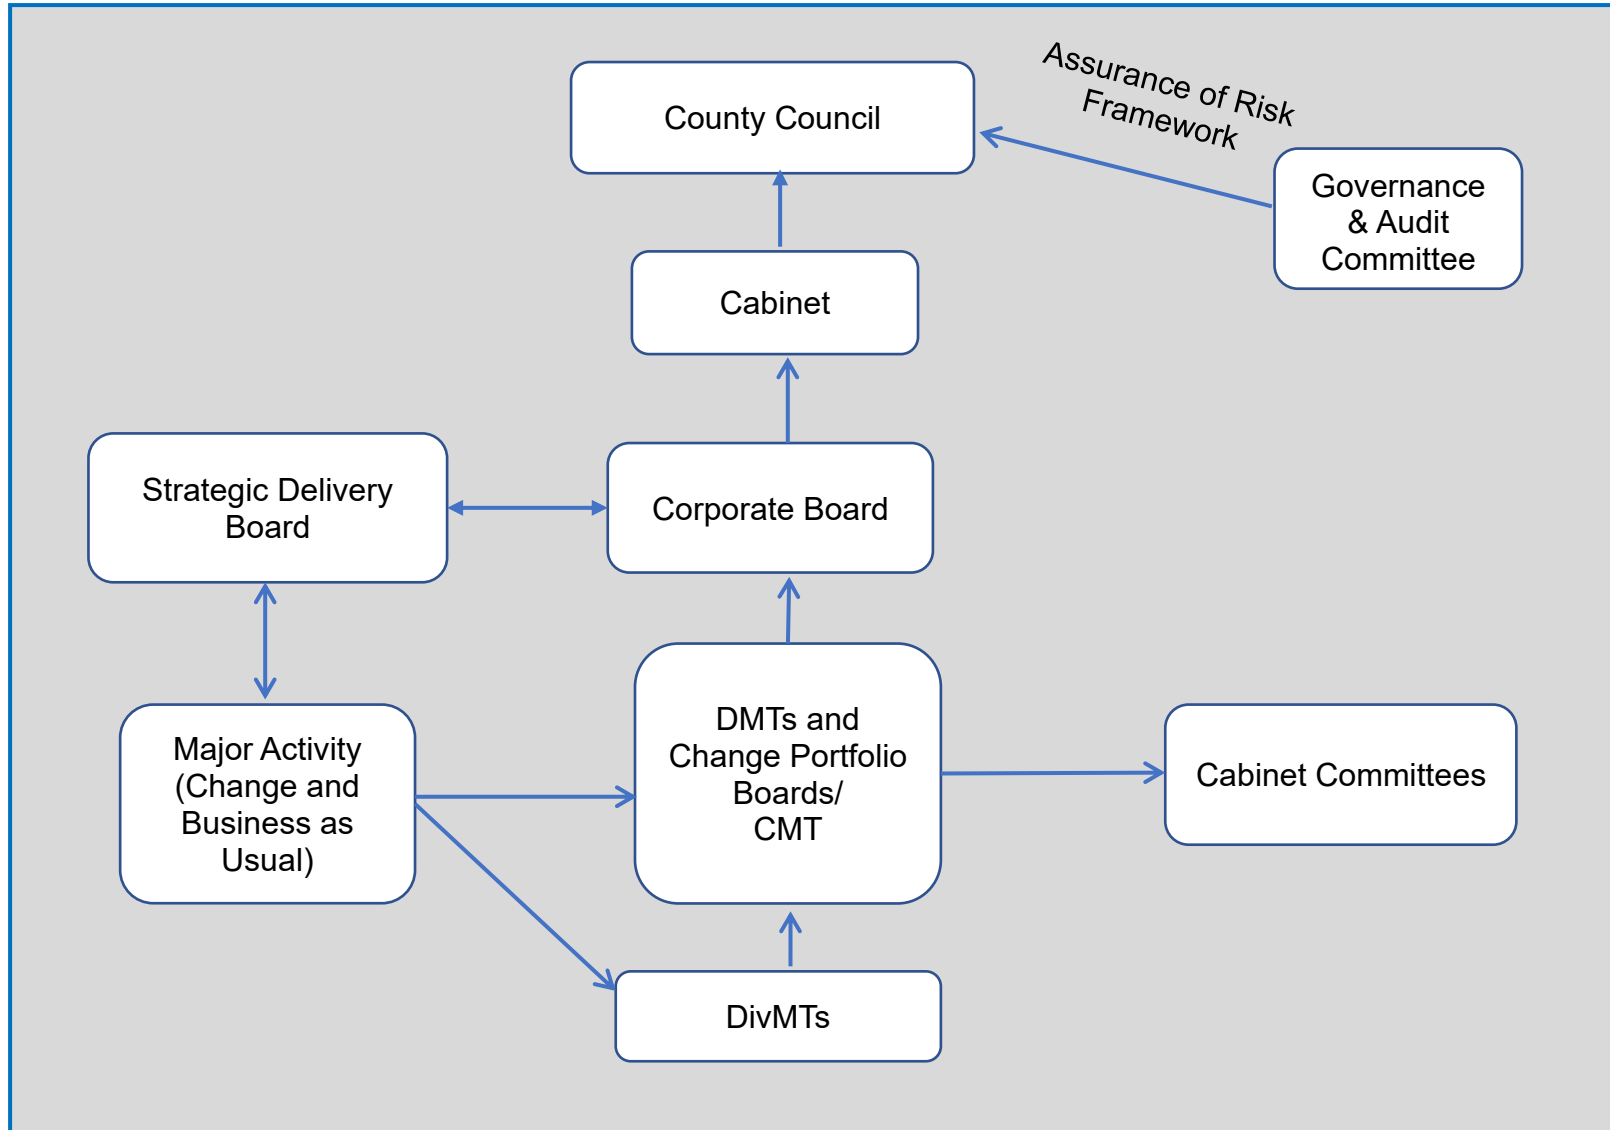 Assurance of Risk
Framework
County Council
Governance
& Audit
Committee
Cabinet
Strategic Delivery
Board
Corporate Board
Major Activity
(Change and
Business as
Usual)
DMTs and
Change Portfolio
Boards/
CMT
Cabinet Committees
DivMTs